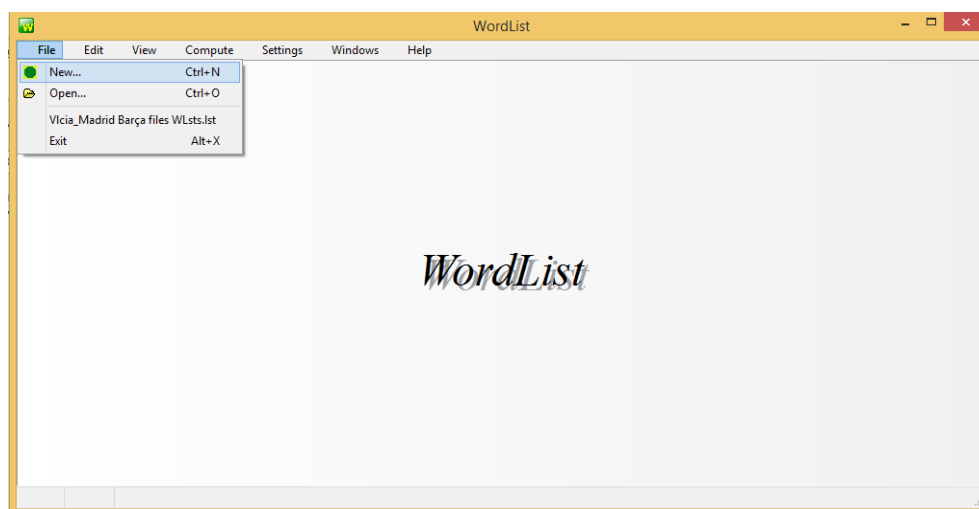 WordList
File Edit View Compute Settings Windows Help
New... Ctrl+N
Open... Ctrl+O
VIcia_Madrid Barça files WLsts.lst
Exit Alt+X
WordList